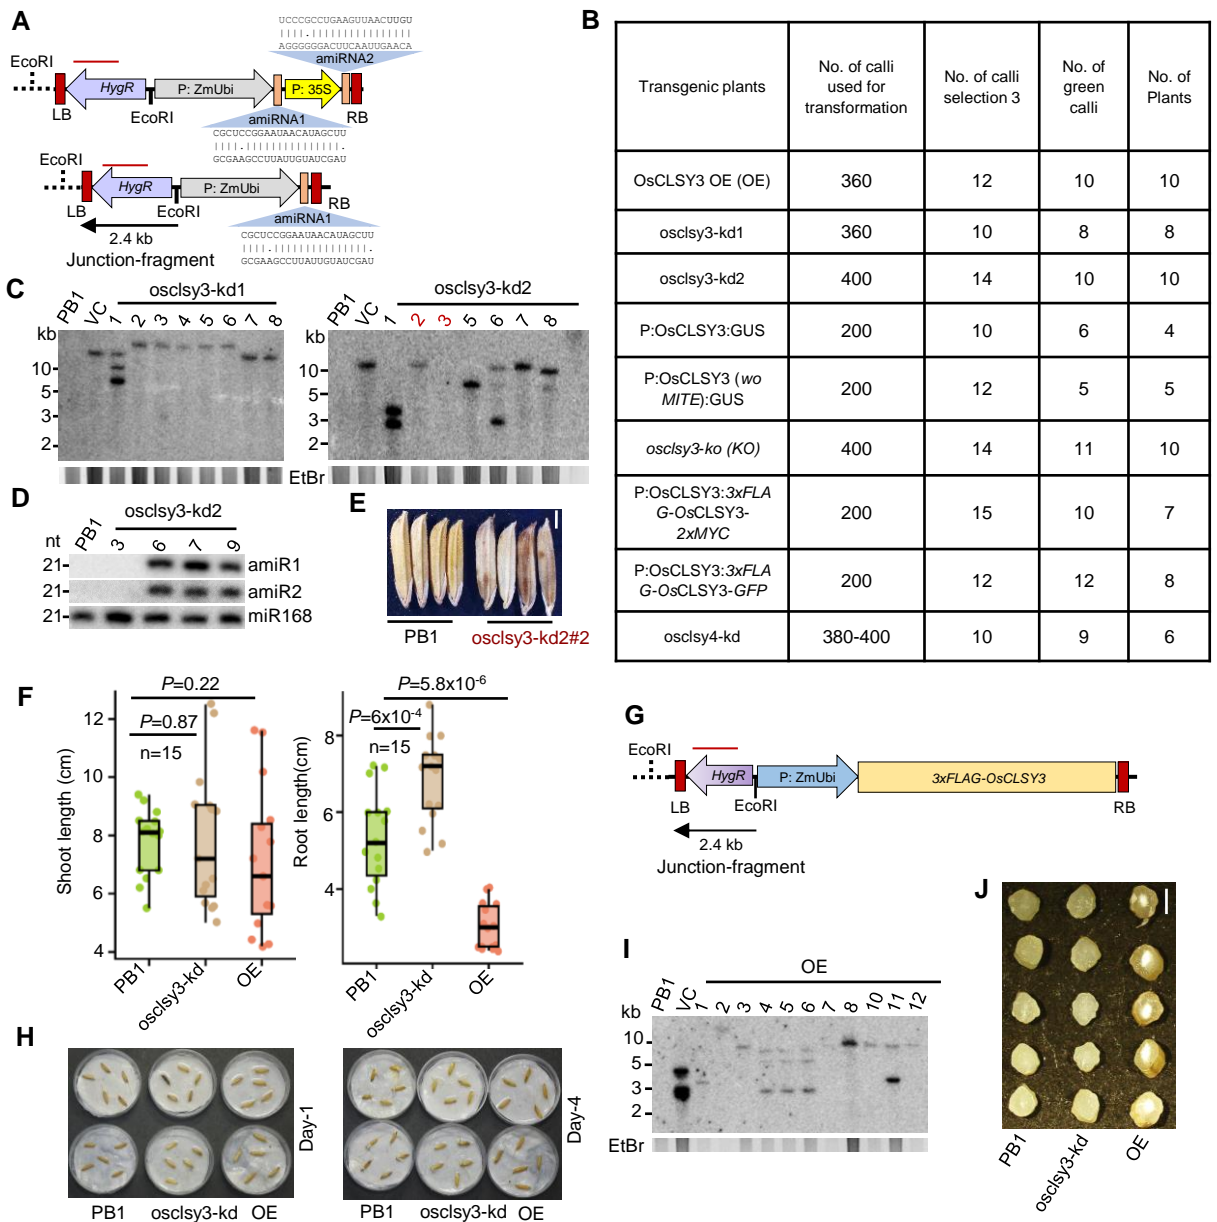 A
UCCCGCCUGAAGUUAACUUGU
AGGGGGGACUUCAAUUGAACA
amiRNA2
EcoRI
HygR
P: ZmUbi
P: 35S
LB
EcoRI
RB
amiRNA1
CGCUCCGGAAUAACAUAGCUU
GCGAAGCCUUAUUGUAUCGAU
EcoRI
HygR
P: ZmUbi
LB
EcoRI
RB
amiRNA1
2.4 kb
CGCUCCGGAAUAACAUAGCUU
GCGAAGCCUUAUUGUAUCGAU
Junction-fragment
B
Transgenic plants
No. of calli used for transformation
No. of calli selection 3
No. of green calli
No. of Plants
OsCLSY3 OE (OE) 360 12 10 10
osclsy3-kd1 360 10 8 8
osclsy3-kd2 400 14 10 10
P:OsCLSY3:GUS 200 10 6 4
P:OsCLSY3 (wo MITE):GUS 200 12 5 5
osclsy3-ko (KO) 400 14 11 10
P:OsCLSY3:3xFLAG-OsCLSY3-2xMYC 200 15 10 7
P:OsCLSY3:3xFLAG-OsCLSY3-GFP 200 12 12 8
osclsy4-kd 380-400 10 9 6
C
osclsy3-kd1
PB1 VC 1 2 3 4 5 6 7 8
kb
10
5
3
2
osclsy3-kd2
PB1 VC 1 2 3 5 6 7 8
kb
10
5
3
2
EtBr
D
osclsy3-kd2
nt PB1 3 6 7 9
21 amiR1
21 amiR2
21 miR168
E
PB1
osclsy3-kd2#2
F
P=0.22
P=0.87
n=15
Shoot length (cm)
12
10
8
6
4
PB1 osclsy3-kd OE
P=5.8x10-6
P=6x10-4
n=15
Root length(cm)
8
6
4
PB1 osclsy3-kd OE
G
EcoRI
HygR
P: ZmUbi
3xFLAG-OsCLSY3
LB
EcoRI
RB
2.4 kb
Junction-fragment
H
Day-1
PB1 osclsy3-kd OE
Day-4
PB1 osclsy3-kd OE
I
OE
PB1 VC 1 2 3 4 5 6 7 8 10 11 12
kb
10
5
3
2
EtBr
J
PB1 osclsy3-kd OE